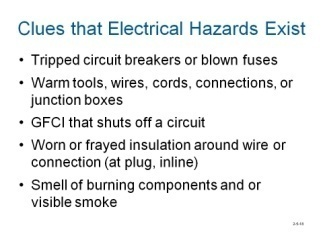 Clues that Electrical Hazards Exist
• Tripped circuit breakers or blown fuses
• Warm tools, wires, cords, connections, or
junction boxes
• GFCI that shuts off a circuit
• Worn or frayed insulation around wire or
connection (at plug, inline)
• Smell of burning components and or
visible smoke